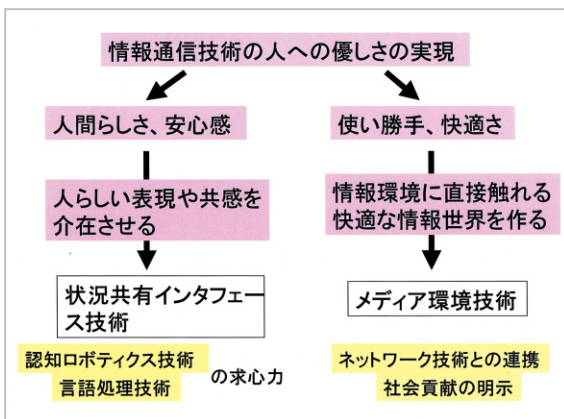 情報通信技術の人への優しさの実現
人間らしさ、安心感
使い勝手、快適さ
人らしい表現や共感を
介在させる
情報環境に直接触れる
快適な情報世界を作る
状況共有インタフェー
ス技術
メディア環境技術
認知ロボティクス技術
言語処理技術
の求心力
ネットワーク技術との連携
社会貢献の明示